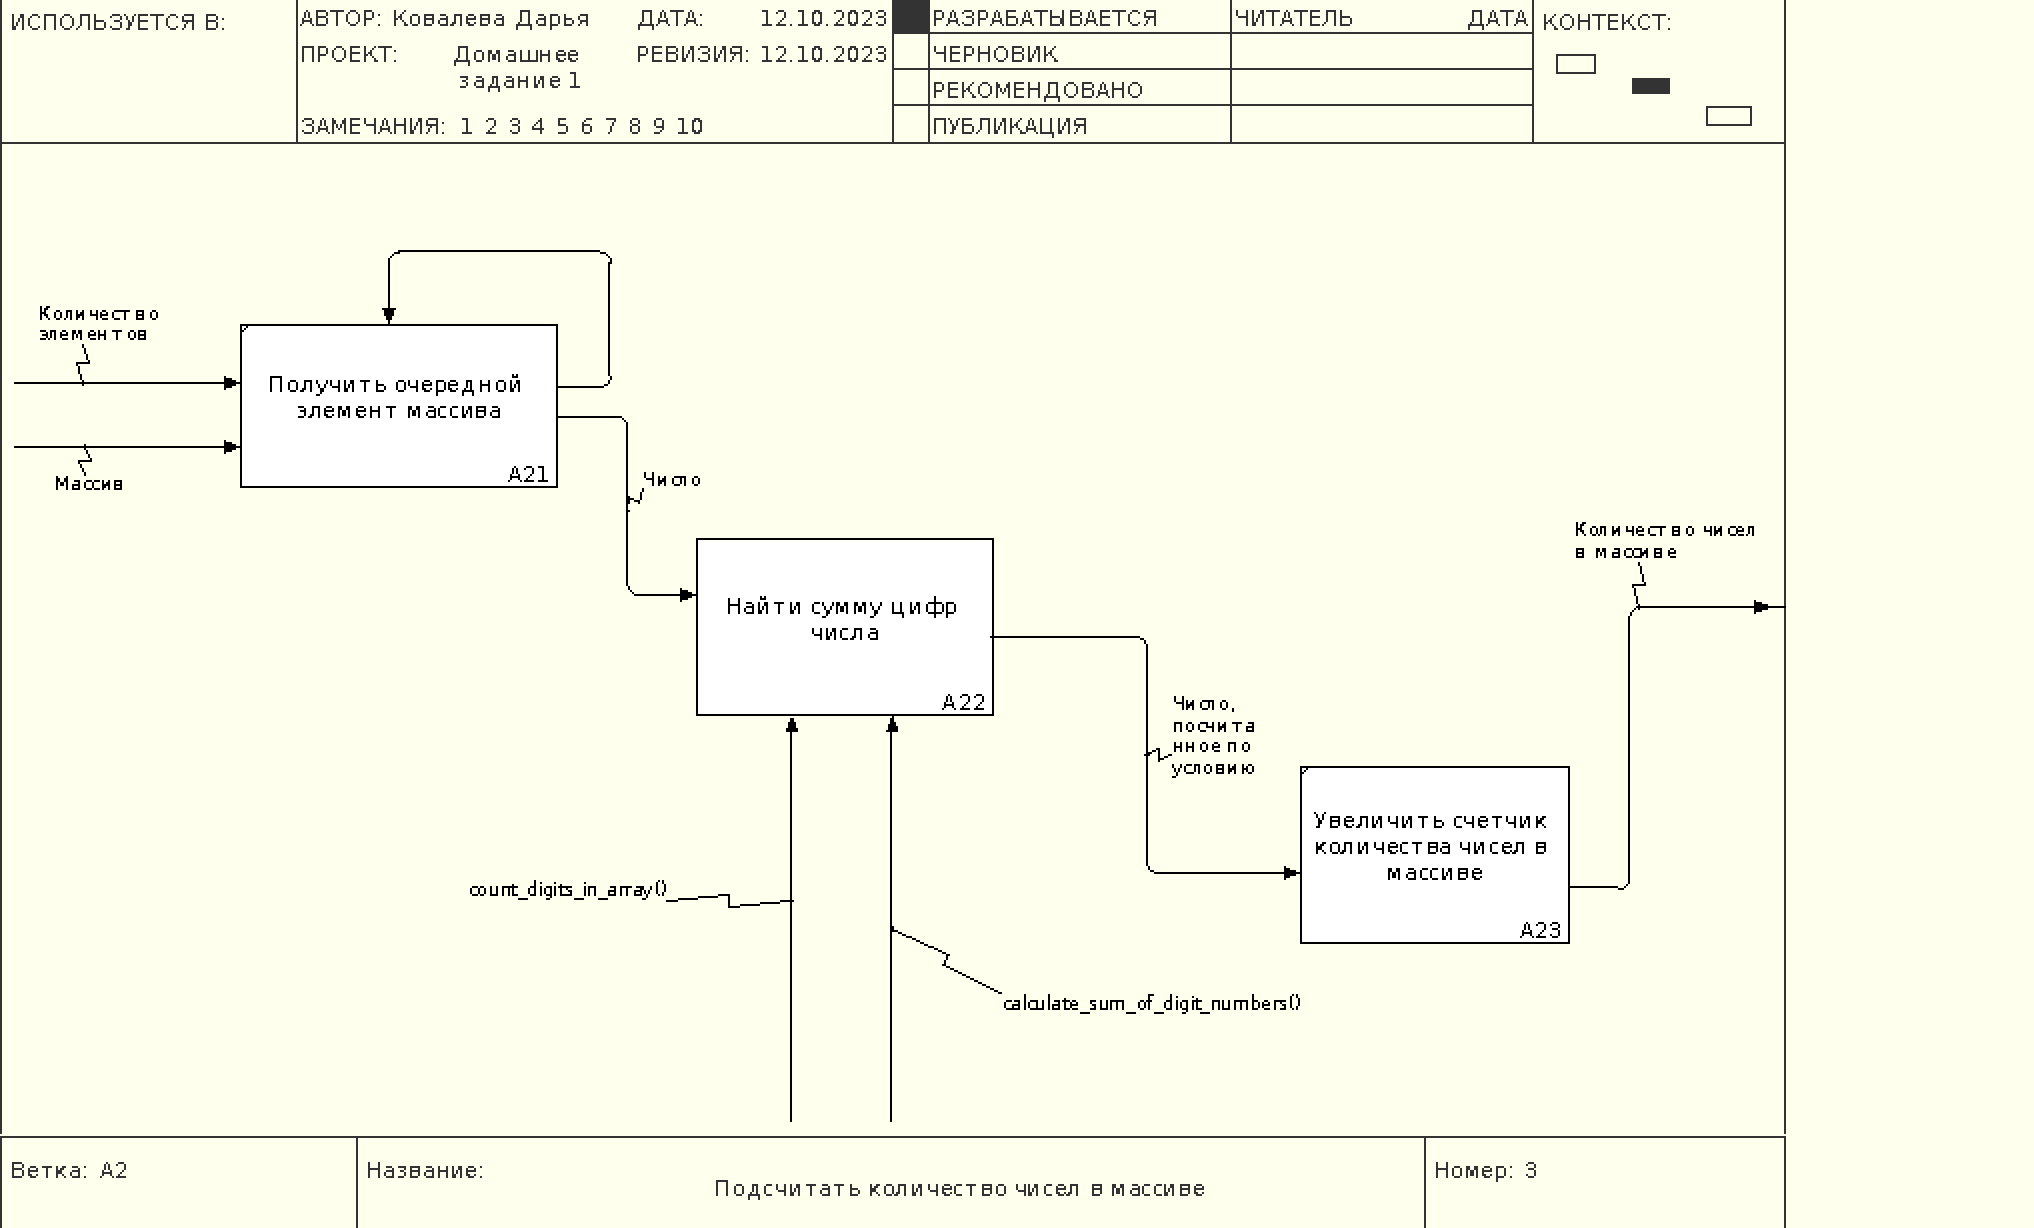 ИСПОЛЬЗУЕТСЯ В:
АВТОР: Ковалева Дарья
ДАТА: 12.10.2023
ПРОЕКТ: Домашнее
задание 1
РЕВИЗИЯ: 12.10.2023
ЗАМЕЧАНИЯ: 1 2 3 4 5 6 7 8 9 10
РАЗРАБАТЫВАЕТСЯ
ЧЕРНОВИК
РЕКОМЕНДОВАНО
ПУБЛИКАЦИЯ
ЧИТАТЕЛЬ
ДАТА
КОНТЕКСТ:
Количество
элементов
Массив
Получить очередной
элемент массива
A21
Число
Найти сумму цифр
числа
A22
Количество чисел
в массиве
Число,
посчита
нное по
условию
Увеличить счетчик
количества чисел в
массиве
A23
count_digits_in_array()
calculate_sum_of_digit_numbers()
Ветка: A2
Название:
Подсчитать количество чисел в массиве
Номер: 3